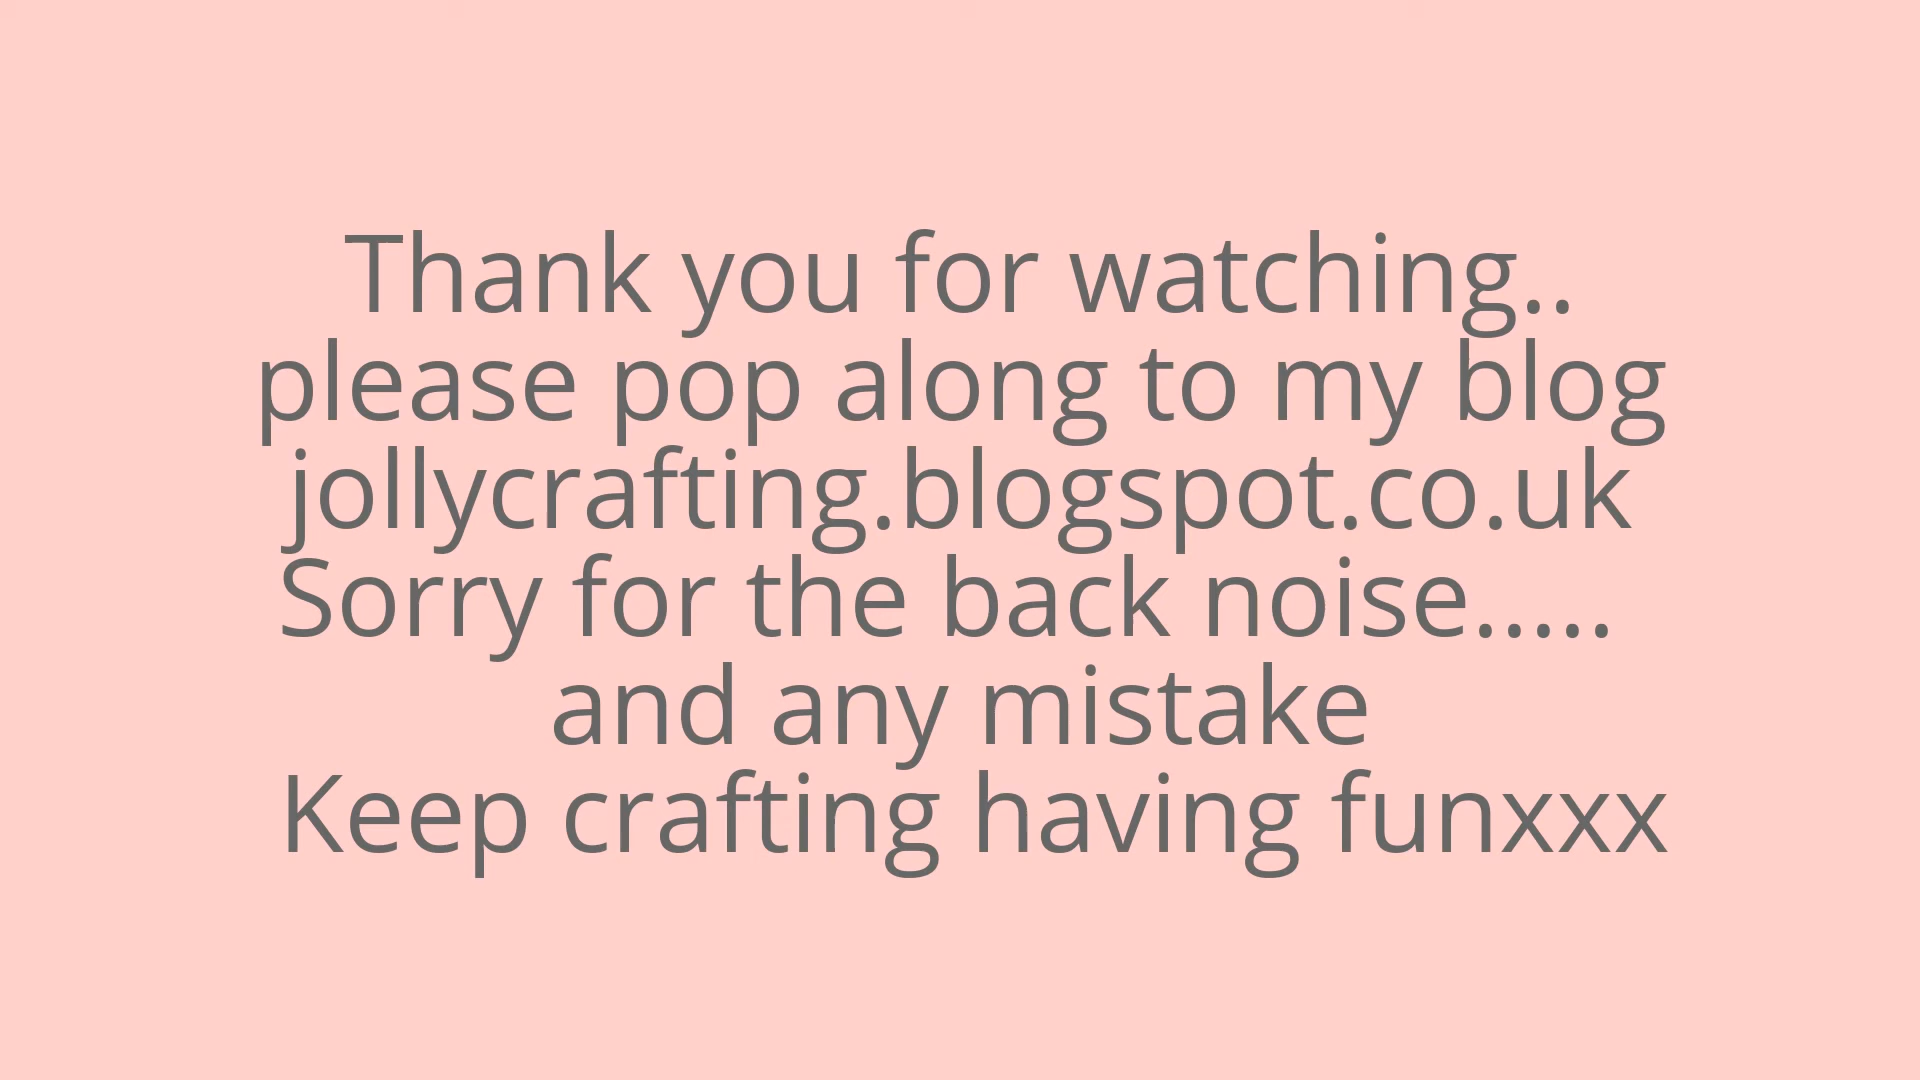 Thank you for watching..
please pop along to my blog
jollycrafting.blogspot.co.uk
Sorry for the back noise.....
and any mistake
Keep crafting having funxxx